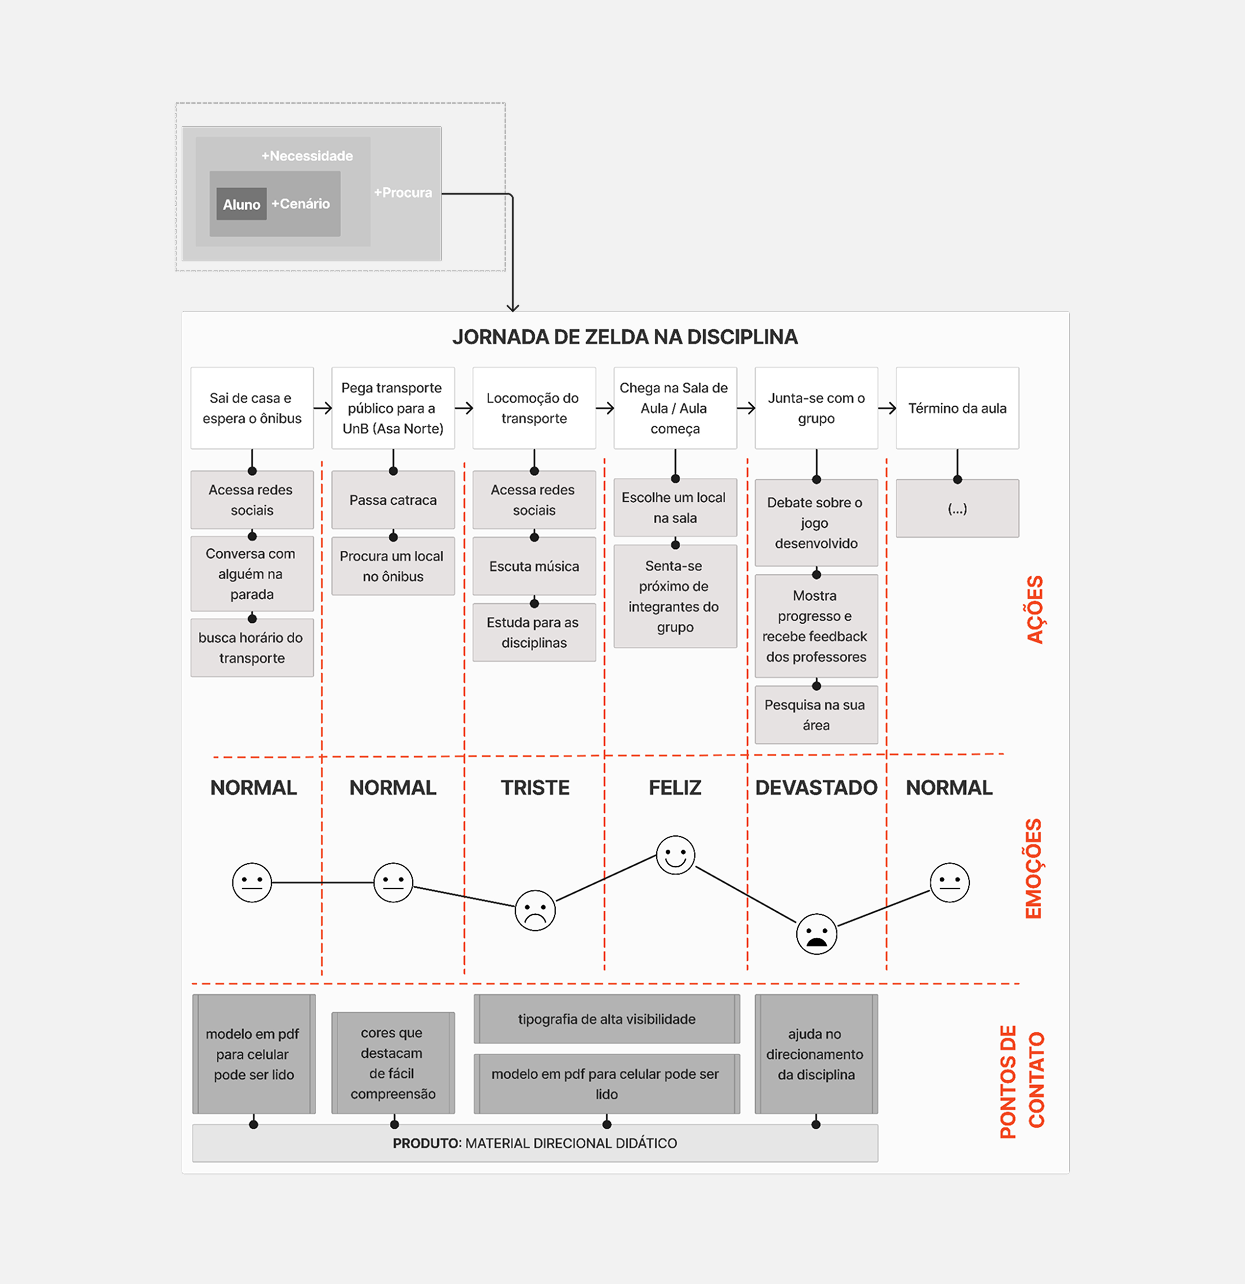 +Necessidade
+Procura
Aluno
+Cenário
JORNADA DE ZELDA NA DISCIPLINA
Sai de casa e
espera o ônibus
Pega transporte
público para a
UnB (Asa Norte)
Locomoção do
transporte
Chega na Sala de
Aula / Aula
começa
Junta-se com o
grupo
Término da aula
Acessa redes
sociais
Conversa com
alguém na
parada
busca horário do
transporte
Passa catraca
Procura um local
no ônibus
Acessa redes
sociais
Escuta música
Estuda para as
disciplinas
Escolhe um local
na sala
Senta-se
próximo de
integrantes do
grupo
Debate sobre o
jogo
desenvolvido
Mostra
progresso e
recebe feedback
dos professores
Pesquisa na sua
área
(...)
AÇÕES
NORMAL
NORMAL
TRISTE
FELIZ
DEVASTADO
NORMAL
EMOÇÕES
modelo em pdf
para celular
pode ser lido
cores que
destacam
de fácil
compreensão
tipografia de alta visibilidade
modelo em pdf para celular pode ser
lido
ajuda no
direcionamento
da disciplina
PONTOS DE
CONTATO
PRODUTO: MATERIAL DIRECIONAL DIDÁTICO